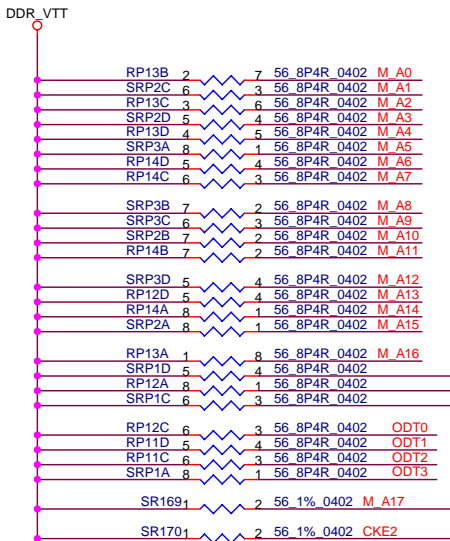 DDR_VTT
RP13B 2 7 56_8P4R_0402 M_A0
SRP2C 6 3 56_8P4R_0402 M_A1
RP13C 3 6 56_8P4R_0402 M_A2
SRP2D 5 4 56_8P4R_0402 M_A3
RP13D 4 5 56_8P4R_0402 M_A4
SRP3A 8 1 56_8P4R_0402 M_A5
RP14D 5 4 56_8P4R_0402 M_A6
RP14C 6 3 56_8P4R_0402 M_A7
SRP3B 7 2 56_8P4R_0402 M_A8
SRP3C 6 3 56_8P4R_0402 M_A9
SRP2B 7 2 56_8P4R_0402 M_A10
RP14B 7 2 56_8P4R_0402 M_A11
SRP3D 5 4 56_8P4R_0402 M_A12
RP12D 5 4 56_8P4R_0402 M_A13
RP14A 8 1 56_8P4R_0402 M_A14
SRP2A 8 1 56_8P4R_0402 M_A15
RP13A 1 8 56_8P4R_0402 M_A16
SRP1D 5 4 56_8P4R_0402
RP12A 8 1 56_8P4R_0402
SRP1C 6 3 56_8P4R_0402
RP12C 6 3 56_8P4R_0402 ODT0
RP11D 5 4 56_8P4R_0402 ODT1
RP11C 6 3 56_8P4R_0402 ODT2
SRP1A 8 1 56_8P4R_0402 ODT3
SR169 1 2 56_1%_0402 M_A17
SR170 1 2 56_1%_0402 CKE2